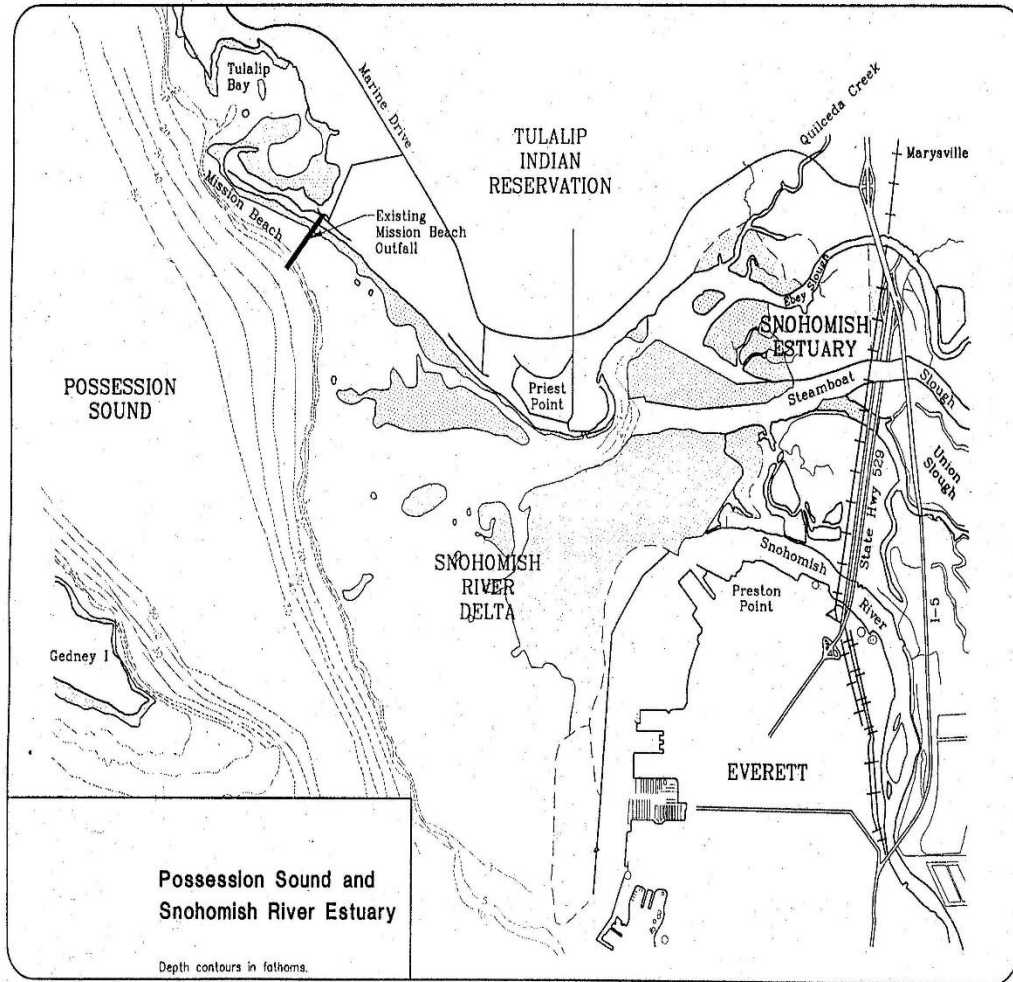 Tulalip
Bay
Marine Drive
TULALIP
INDIAN
RESERVATION
Quilceda Creek
Marysville
Mission Beach
Existing
Mission Beach
Outfall
Ebey Slough
SNOHOMISH
ESTUARY
POSSESSION
SOUND
Priest
Point
Steamboat
Slough
Union
Slough
State Hwy 529
SNOHOMISH
RIVER
DELTA
Snohomish
River
Preston
Point
I-5
Gedney I
EVERETT
Possession Sound and
Snohomish River Estuary
Depth contours in fathoms.